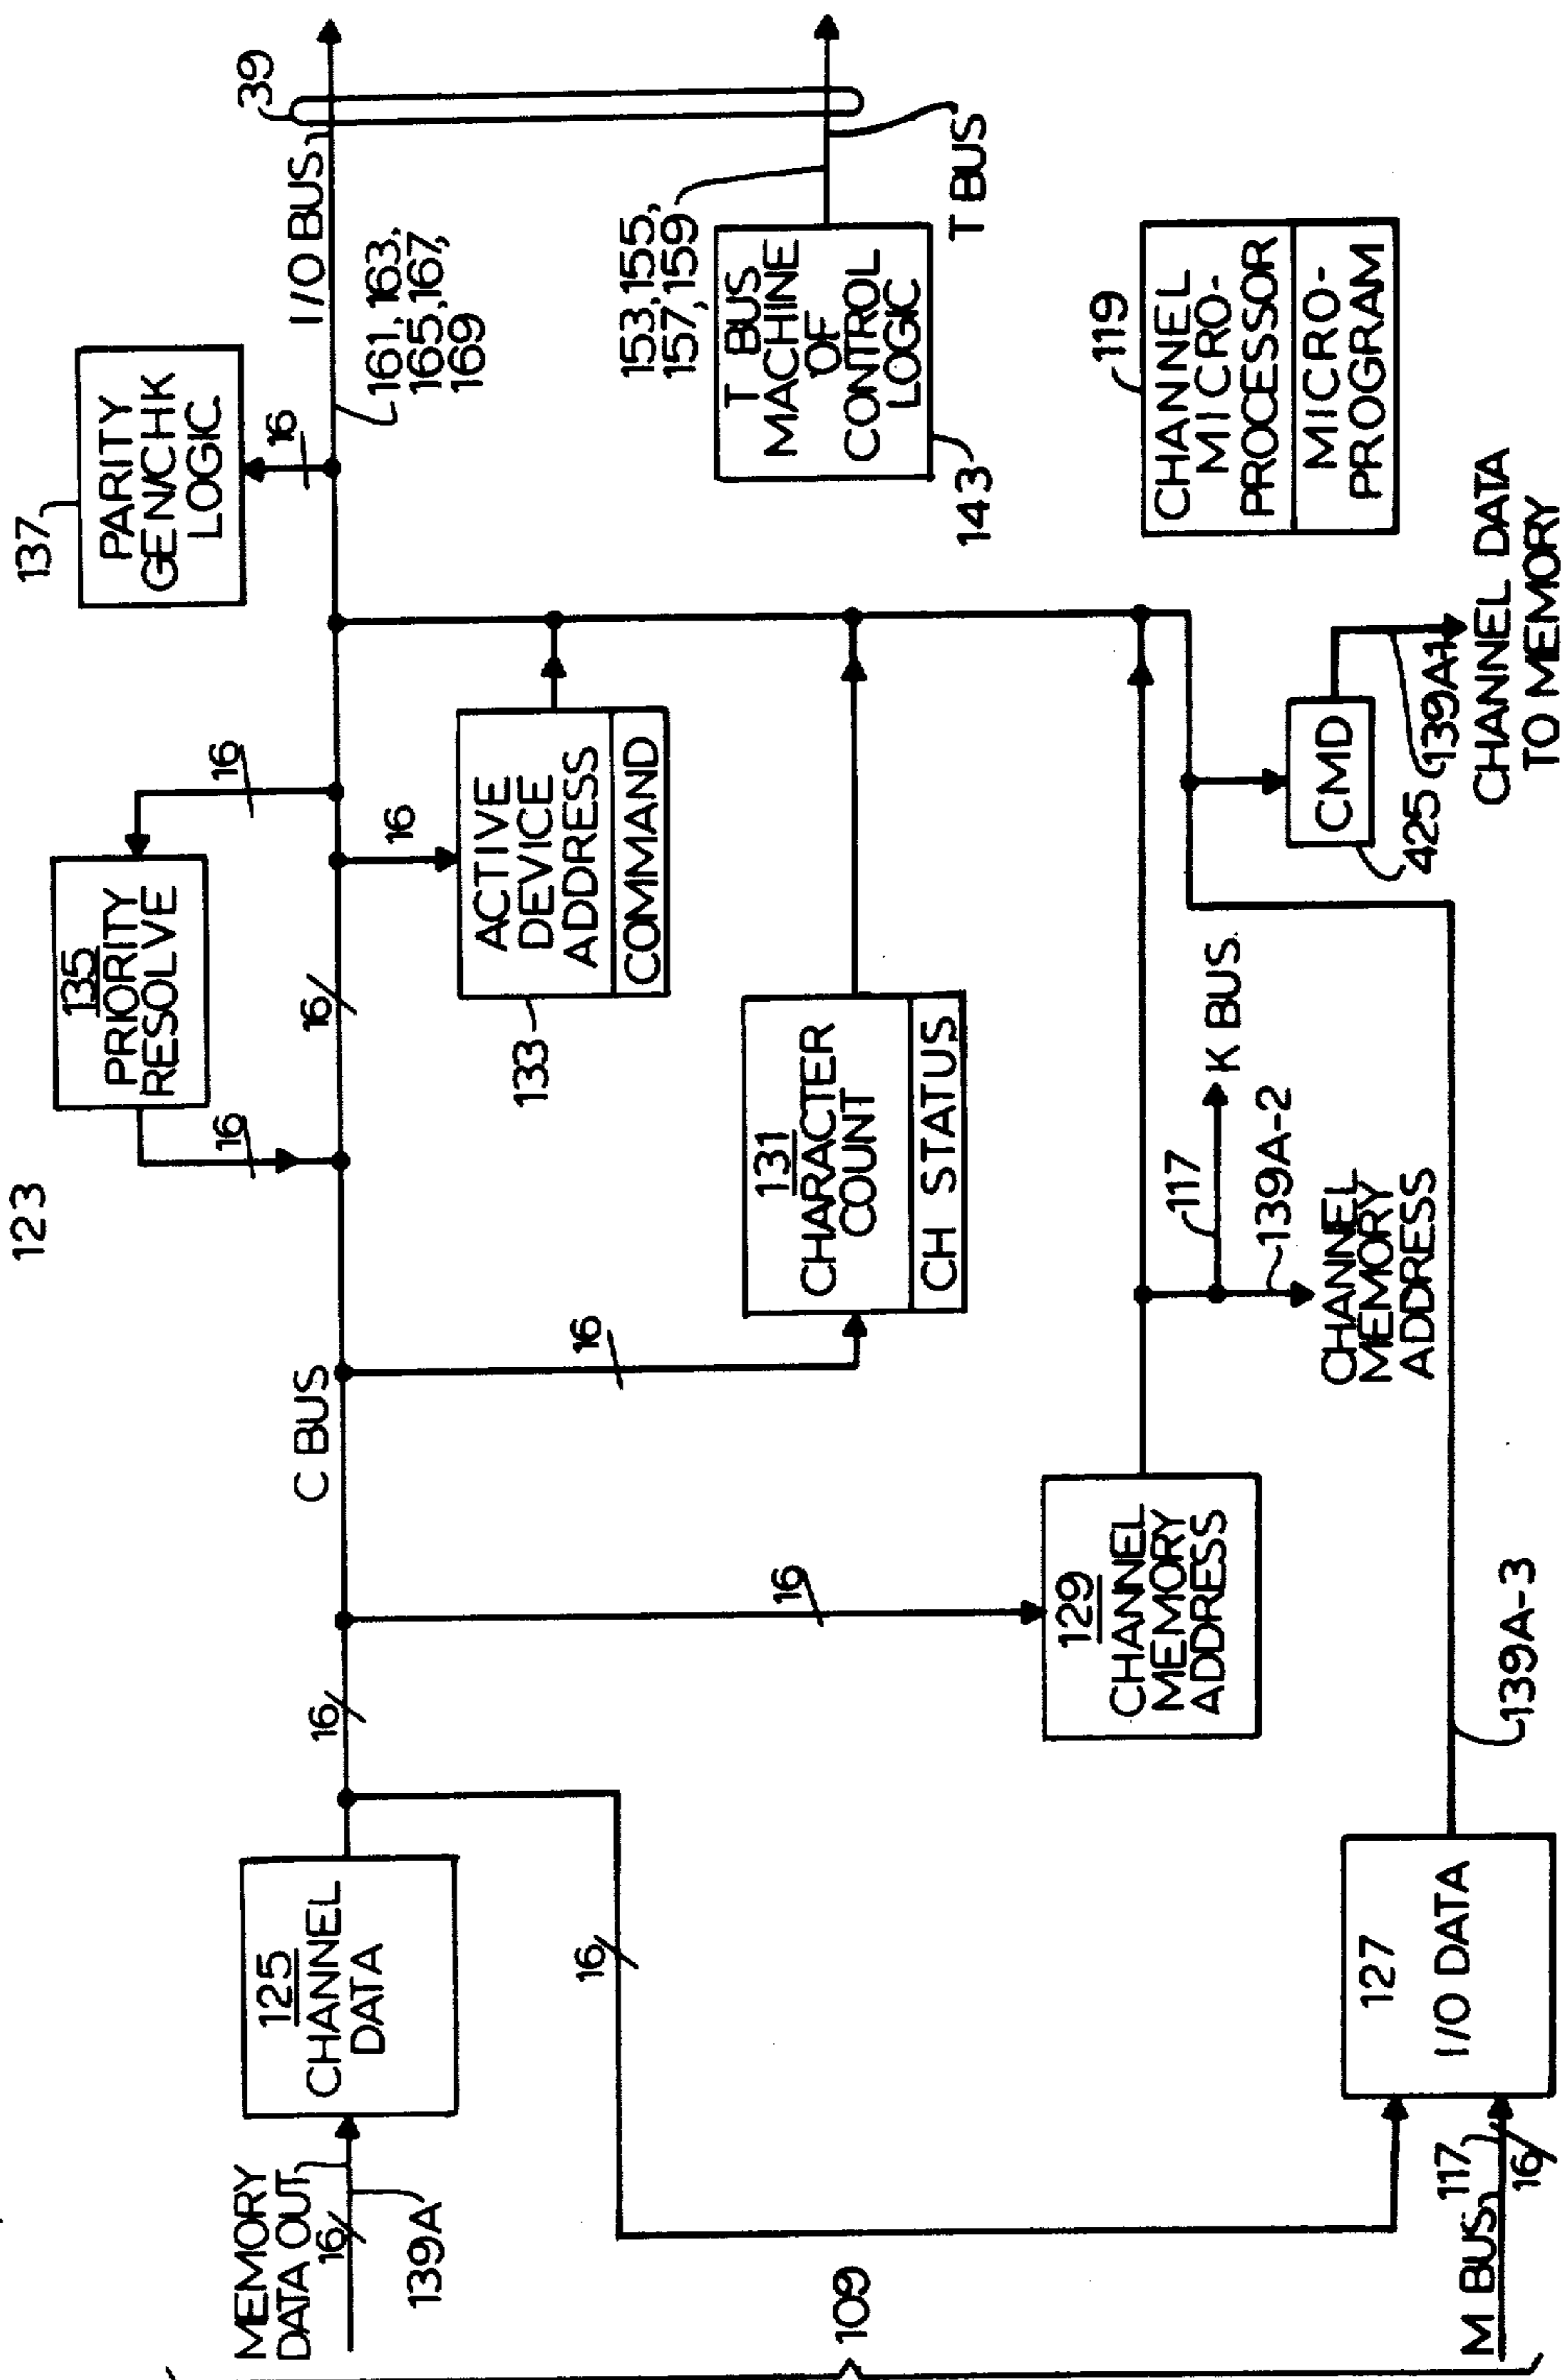 123
137
PARITY
GEN/CHK
LOGIC
16
39
I/O BUS
161, 163,
165, 167,
169
135
PRIORITY
RESOLVE
16
16
16
16
C BUS
16
125
CHANNEL
DATA
MEMORY
DATA OUT
16
139A
133
ACTIVE
DEVICE
ADDRESS
COMMAND
153, 155,
157, 159
T BUS
MACHINE
OF
CONTROL
LOGIC
T BUS
143
16
131
CHARACTER
COUNT
CH STATUS
16
109
16
129
CHANNEL
MEMORY
ADDRESS
117
K BUS
139A-2
CHANNEL
MEMORY
ADDRESS
119
CHANNEL
MICRO-
PROCESSOR
MICRO-
PROGRAM
CMD
425
139A-1
CHANNEL DATA
TO MEMORY
127
I/O DATA
139A-3
M BUS
117
16